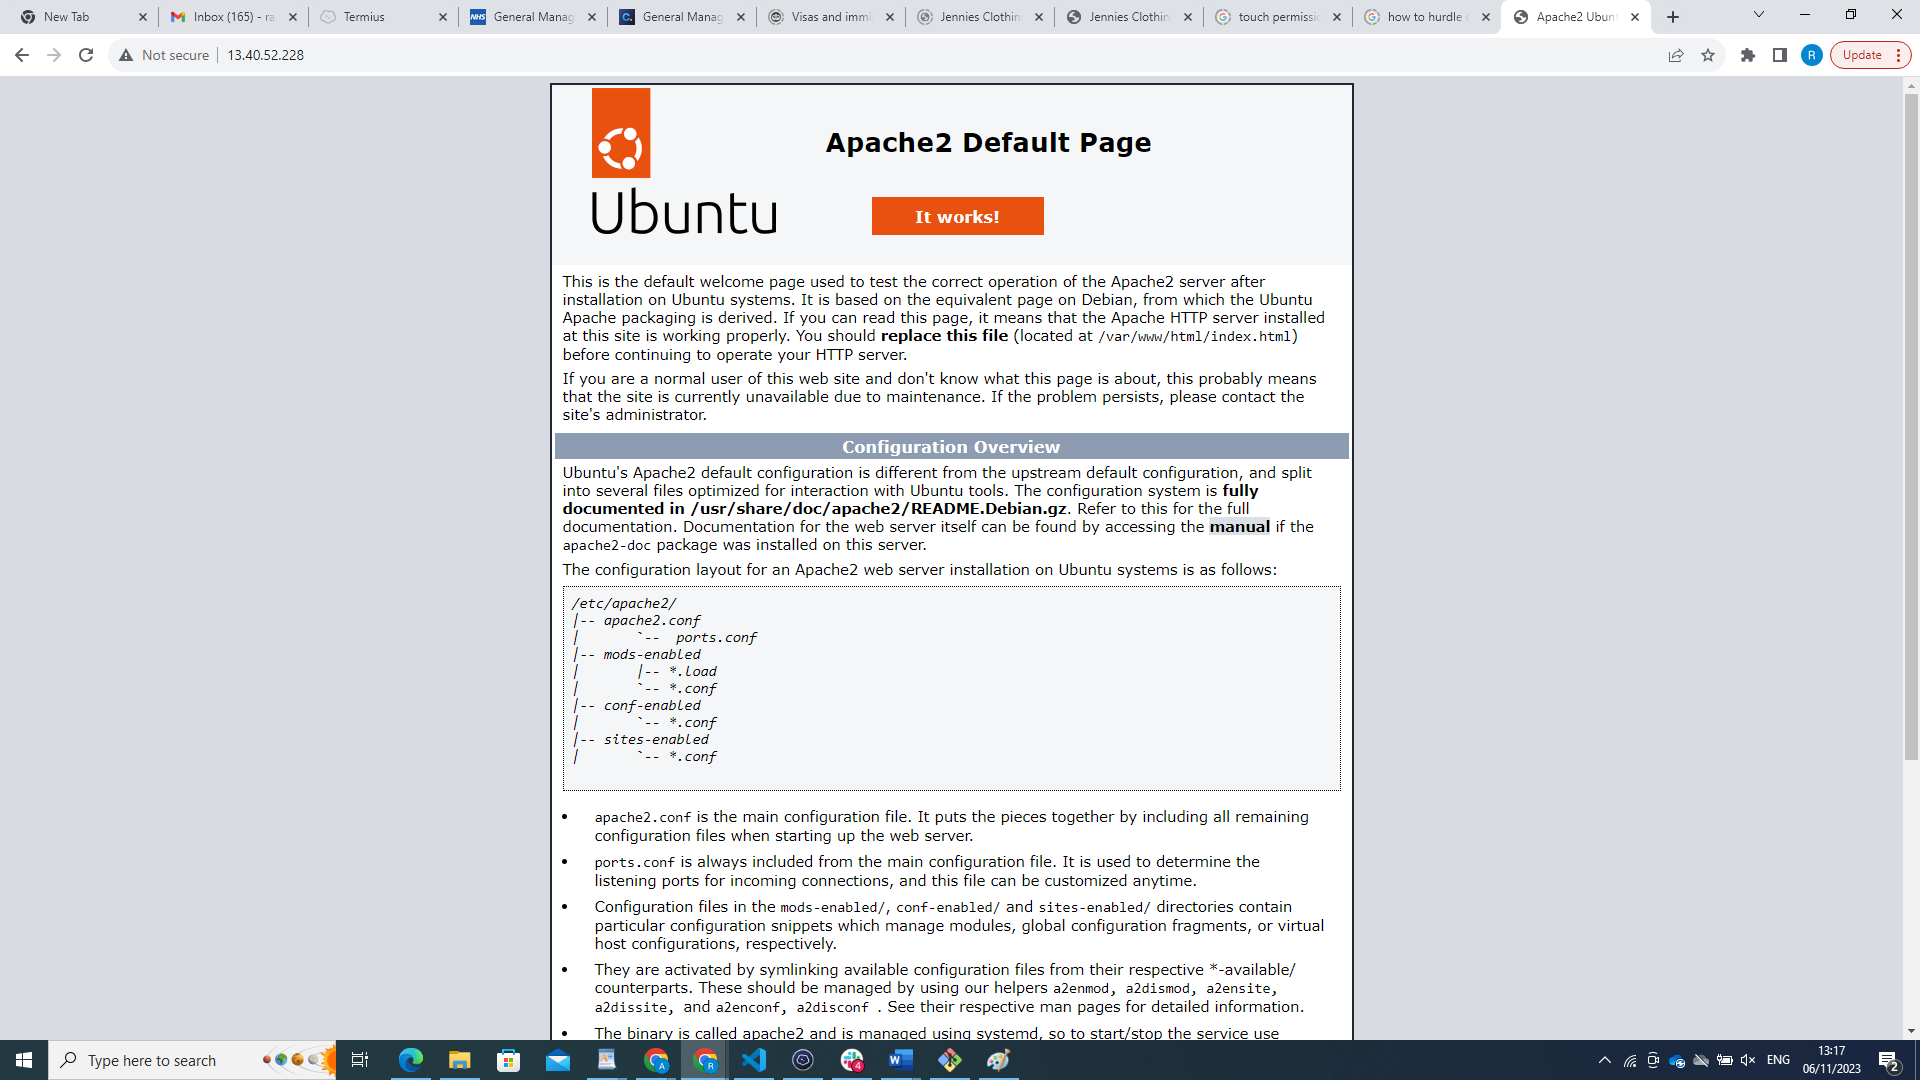 New Tab
Inbox (165) - ra
Termius
NHS
General Manag
C.
General Manag
Visas and immi
Jennies Clothin
Jennies Clothin
touch permissi
how to hurdle
Apache2 Ubun
Not secure
13.40.52.228
R
Update
Apache2 Default Page
Ubuntu
It works!
This is the default welcome page used to test the correct operation of the Apache2 server after
installation on Ubuntu systems. It is based on the equivalent page on Debian, from which the Ubuntu
Apache packaging is derived. If you can read this page, it means that the Apache HTTP server installed
at this site is working properly. You should replace this file (located at /var/www/html/index.html)
before continuing to operate your HTTP server.
If you are a normal user of this web site and don't know what this page is about, this probably means
that the site is currently unavailable due to maintenance. If the problem persists, please contact the
site's administrator.
Configuration Overview
Ubuntu's Apache2 default configuration is different from the upstream default configuration, and split
into several files optimized for interaction with Ubuntu tools. The configuration system is fully
documented in /usr/share/doc/apache2/README.Debian.gz. Refer to this for the full
documentation. Documentation for the web server itself can be found by accessing the manual if the
apache2-doc package was installed on this server.
The configuration layout for an Apache2 web server installation on Ubuntu systems is as follows:
/etc/apache2/
|-- apache2.conf
|       `--  ports.conf
|-- mods-enabled
|       |-- *.load
|       `-- *.conf
|-- conf-enabled
|       `-- *.conf
|-- sites-enabled
|       `-- *.conf
• apache2.conf is the main configuration file. It puts the pieces together by including all remaining
configuration files when starting up the web server.
• ports.conf is always included from the main configuration file. It is used to determine the
listening ports for incoming connections, and this file can be customized anytime.
• Configuration files in the mods-enabled/, conf-enabled/ and sites-enabled/ directories contain
particular configuration snippets which manage modules, global configuration fragments, or virtual
host configurations, respectively.
• They are activated by symlinking available configuration files from their respective *-available/
counterparts. These should be managed by using our helpers a2enmod, a2dismod, a2ensite,
a2dissite, and a2enconf, a2disconf . See their respective man pages for detailed information.
• The binary is called apache2 and is managed using systemd, so to start/stop the service use
Type here to search
A
R
4
W
ENG
13:17
06/11/2023
2